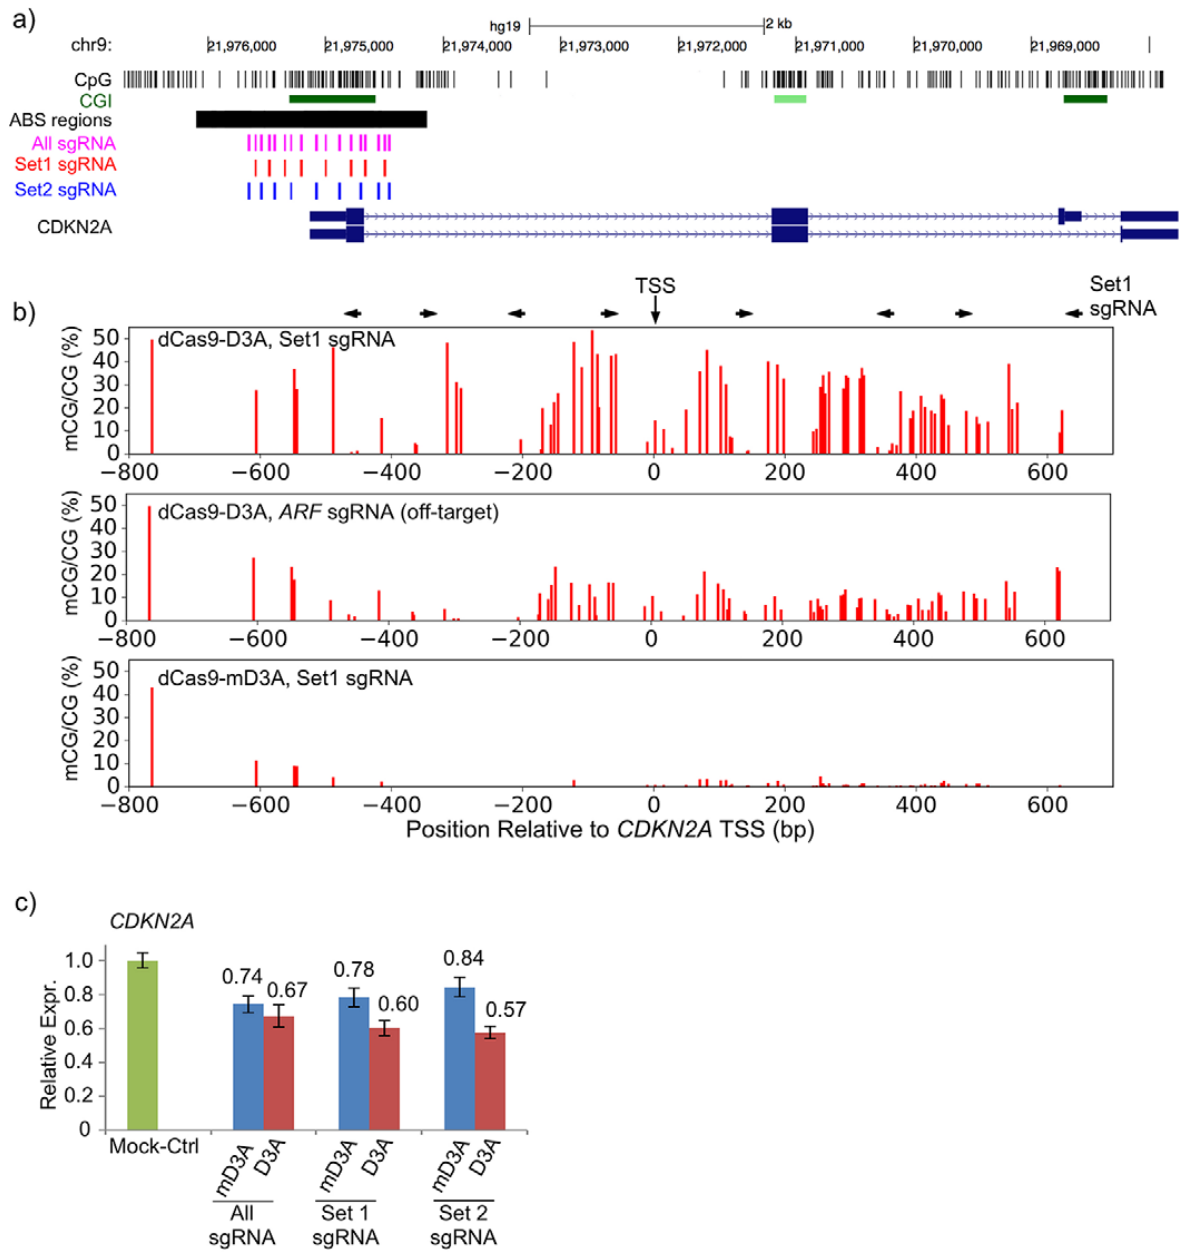 a)
hg19 2 kb
chr9: 21,976,000 21,975,000 21,974,000 21,973,000 21,972,000 21,971,000 21,970,000 21,969,000
CpG
CGI
ABS regions
All sgRNA
Set1 sgRNA
Set2 sgRNA
CDKN2A
b)
TSS
Set1
sgRNA
dCas9-D3A, Set1 sgRNA
mCG/CG (%)
50
40
30
20
10
0
−800 −600 −400 −200 0 200 400 600
dCas9-D3A, ARF sgRNA (off-target)
mCG/CG (%)
50
40
30
20
10
0
−800 −600 −400 −200 0 200 400 600
dCas9-mD3A, Set1 sgRNA
mCG/CG (%)
50
40
30
20
10
0
−800 −600 −400 −200 0 200 400 600
Position Relative to CDKN2A TSS (bp)
c)
CDKN2A
Relative Expr.
1.0
0.8
0.6
0.4
0.2
0
0.74 0.67 0.78 0.60 0.84 0.57
Mock-Ctrl
mD3A D3A mD3A D3A mD3A D3A
All Set 1 Set 2
sgRNA sgRNA sgRNA